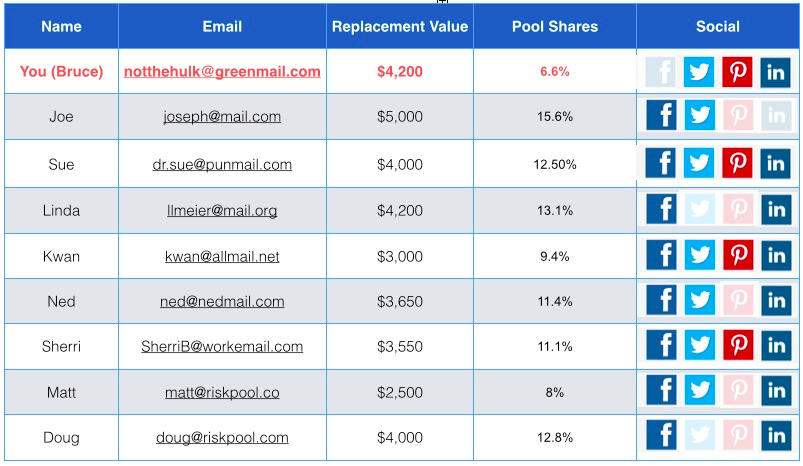 Name Email Replacement Value Pool Shares Social
You (Bruce) notthehulk@greenmail.com $4,200 6.6% f in
Joe joseph@mail.com $5,000 15.6% f in
Sue dr.sue@punmail.com $4,000 12.50% f in
Linda llmeier@mail.org $4,200 13.1% f in
Kwan kwan@allmail.net $3,000 9.4% f in
Ned ned@nedmail.com $3,650 11.4% f in
Sherri SherriB@workemail.com $3,550 11.1% f in
Matt matt@riskpool.co $2,500 8% f in
Doug doug@riskpool.com $4,000 12.8% f in